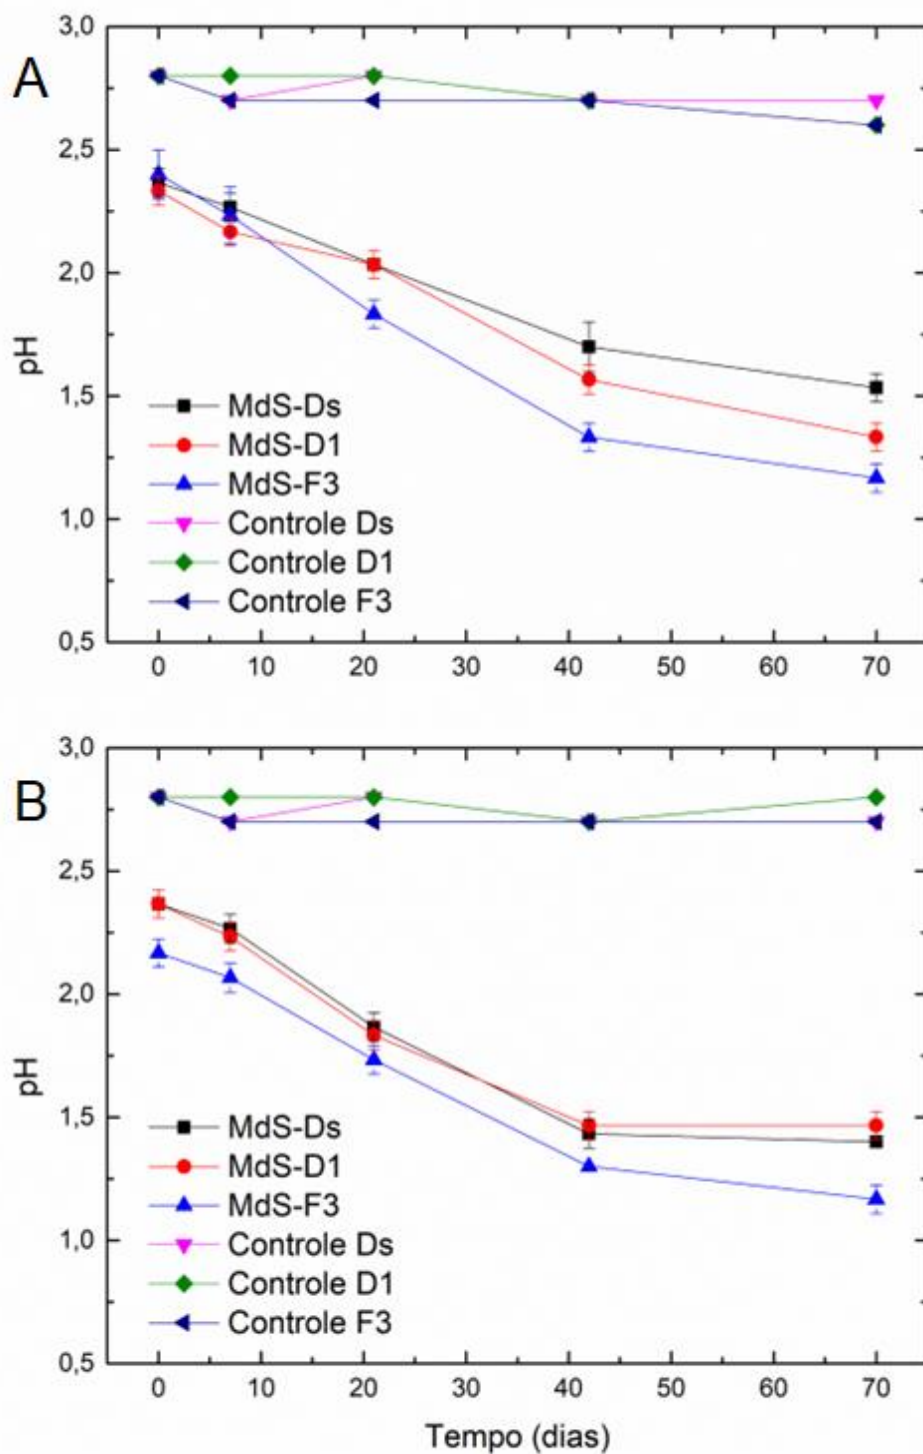 A
3,0
2,5
2,0
1,5
1,0
0,5
pH
MdS-Ds
MdS-D1
MdS-F3
Controle Ds
Controle D1
Controle F3
0 10 20 30 40 50 60 70
B
3,0
2,5
2,0
1,5
1,0
0,5
pH
MdS-Ds
MdS-D1
MdS-F3
Controle Ds
Controle D1
Controle F3
0 10 20 30 40 50 60 70
Tempo (dias)